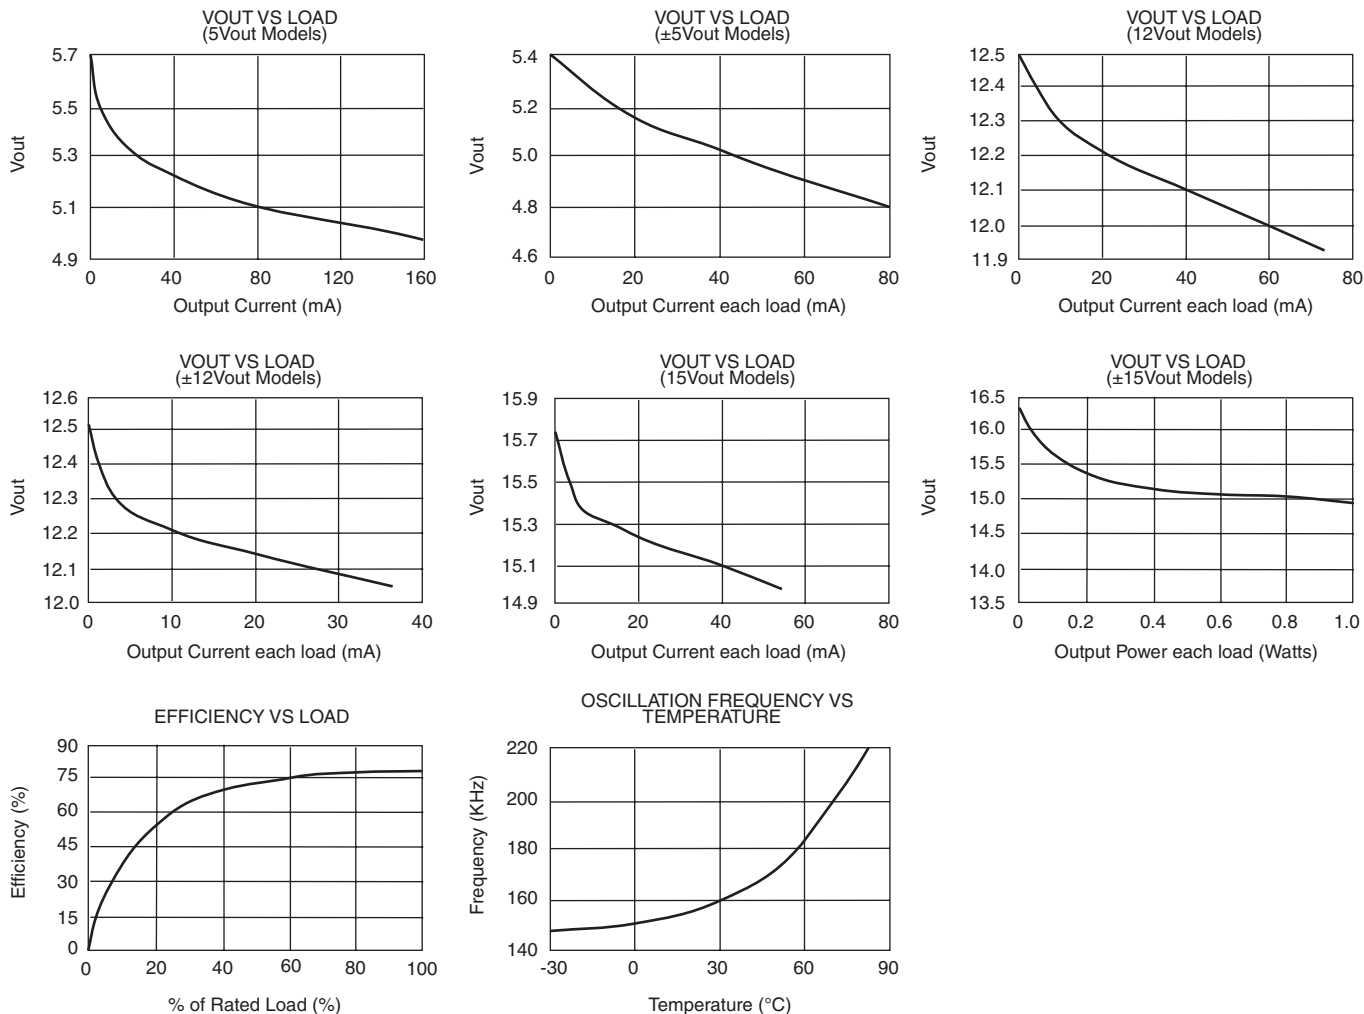 VOUT VS LOAD
(5Vout Models)
5.7
5.5
5.3
5.1
4.9
Vout
0 40 80 120 160
Output Current (mA)
VOUT VS LOAD
(±5Vout Models)
5.4
5.2
5.0
4.8
4.6
Vout
0 20 40 60 80
Output Current each load (mA)
VOUT VS LOAD
(12Vout Models)
12.5
12.4
12.3
12.2
12.1
12.0
11.9
Vout
0 20 40 60 80
Output Current each load (mA)
VOUT VS LOAD
(±12Vout Models)
12.6
12.5
12.4
12.3
12.2
12.1
12.0
Vout
0 10 20 30 40
Output Current each load (mA)
VOUT VS LOAD
(15Vout Models)
15.9
15.7
15.5
15.3
15.1
14.9
Vout
0 20 40 60 80
Output Current each load (mA)
VOUT VS LOAD
(±15Vout Models)
16.5
16.0
15.5
15.0
14.5
14.0
13.5
Vout
0 0.2 0.4 0.6 0.8 1.0
Output Power each load (Watts)
EFFICIENCY VS LOAD
90
75
60
45
30
15
0
Efficiency (%)
0 20 40 60 80 100
% of Rated Load (%)
OSCILLATION FREQUENCY VS
TEMPERATURE
220
200
180
160
140
Frequency (KHz)
-30 0 30 60 90
Temperature (°C)